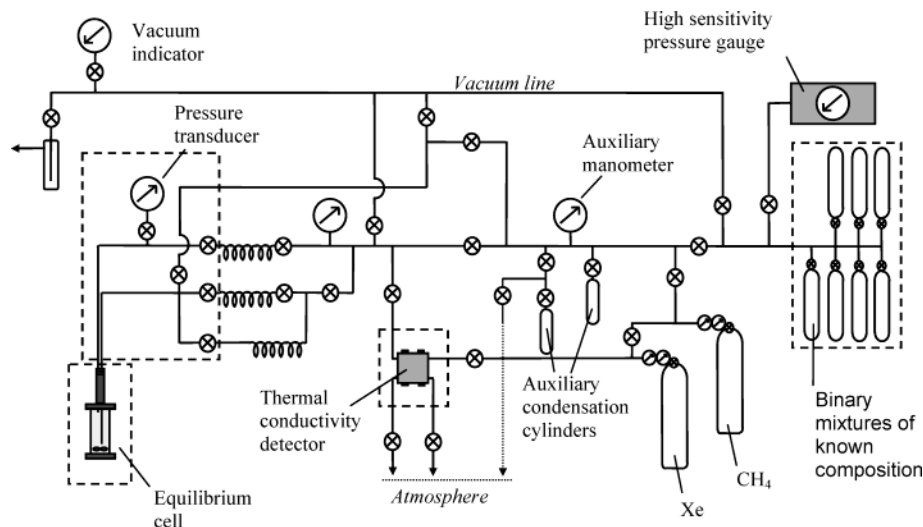 Vacuum
indicator
High sensitivity
pressure gauge
Vacuum line
Pressure
transducer
Auxiliary
manometer
Thermal
conductivity
detector
Auxiliary
condensation
cylinders
Binary
mixtures of
known
composition
CH₄
Xe
Atmosphere
Equilibrium
cell